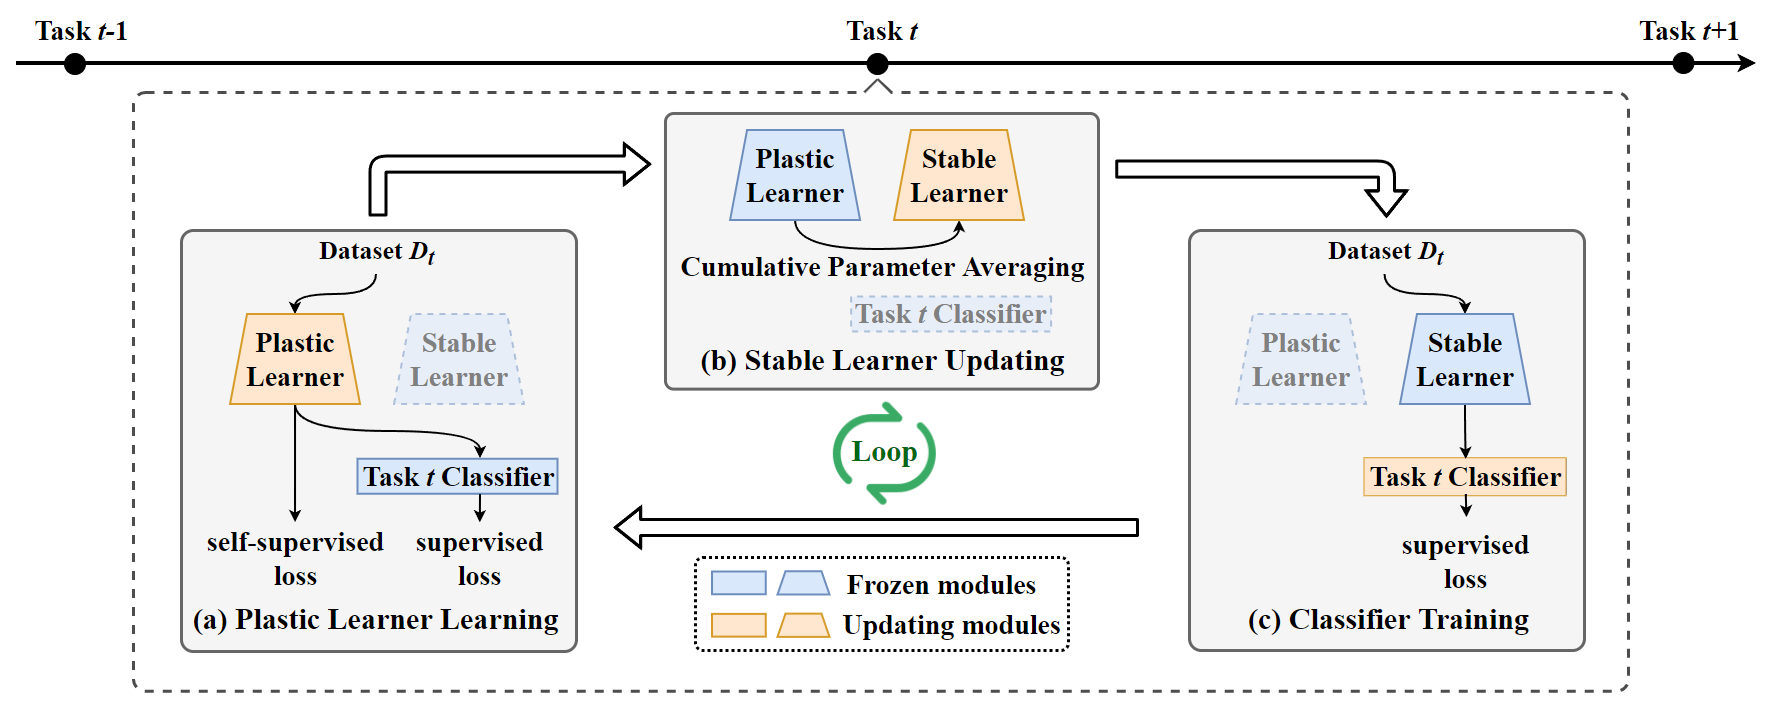 Task t-1
Task t
Task t+1
Dataset Dt
Plastic
Learner
Stable
Learner
Task t Classifier
self-supervised
loss
supervised
loss
(a) Plastic Learner Learning
Plastic
Learner
Stable
Learner
Cumulative Parameter Averaging
Task t Classifier
(b) Stable Learner Updating
Loop
Frozen modules
Updating modules
Dataset Dt
Plastic
Learner
Stable
Learner
Task t Classifier
supervised
loss
(c) Classifier Training